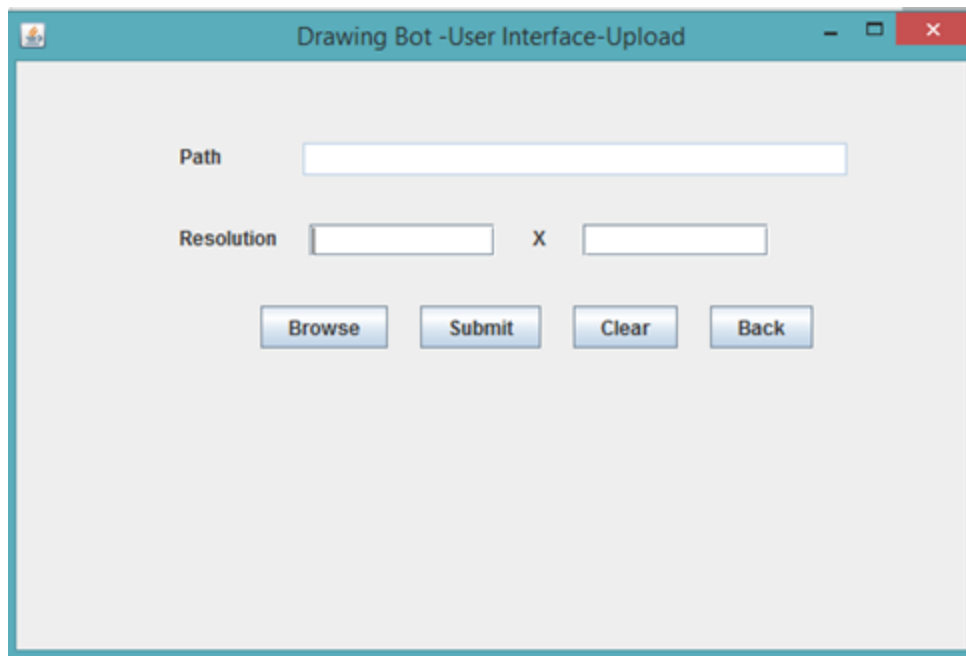 Drawing Bot -User Interface-Upload
Path
Resolution X
Browse Submit Clear Back